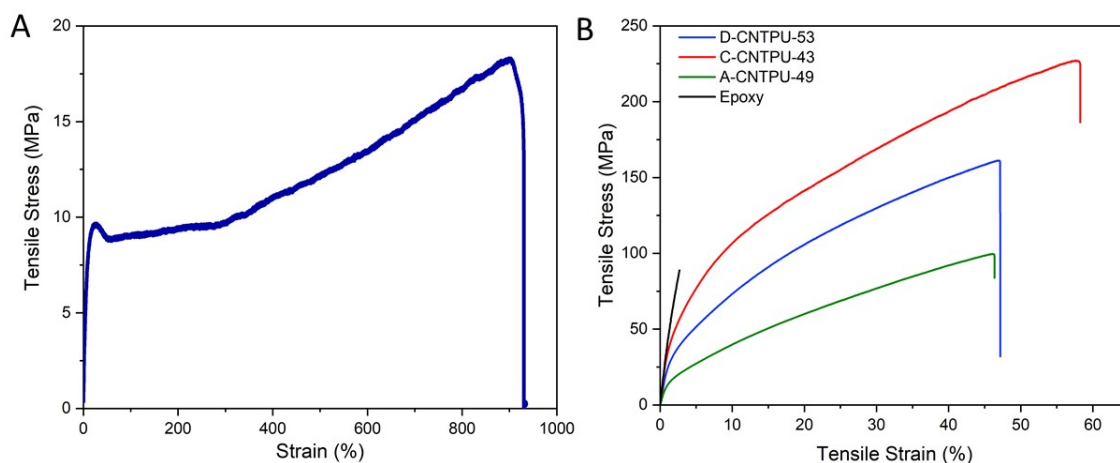 A
20
15
10
5
0
Tensile Stress (MPa)
0 200 400 600 800 1000
Strain (%)
B
D-CNTPU-53
C-CNTPU-43
A-CNTPU-49
Epoxy
250
200
150
100
50
0
Tensile Stress (MPa)
0 10 20 30 40 50 60
Tensile Strain (%)